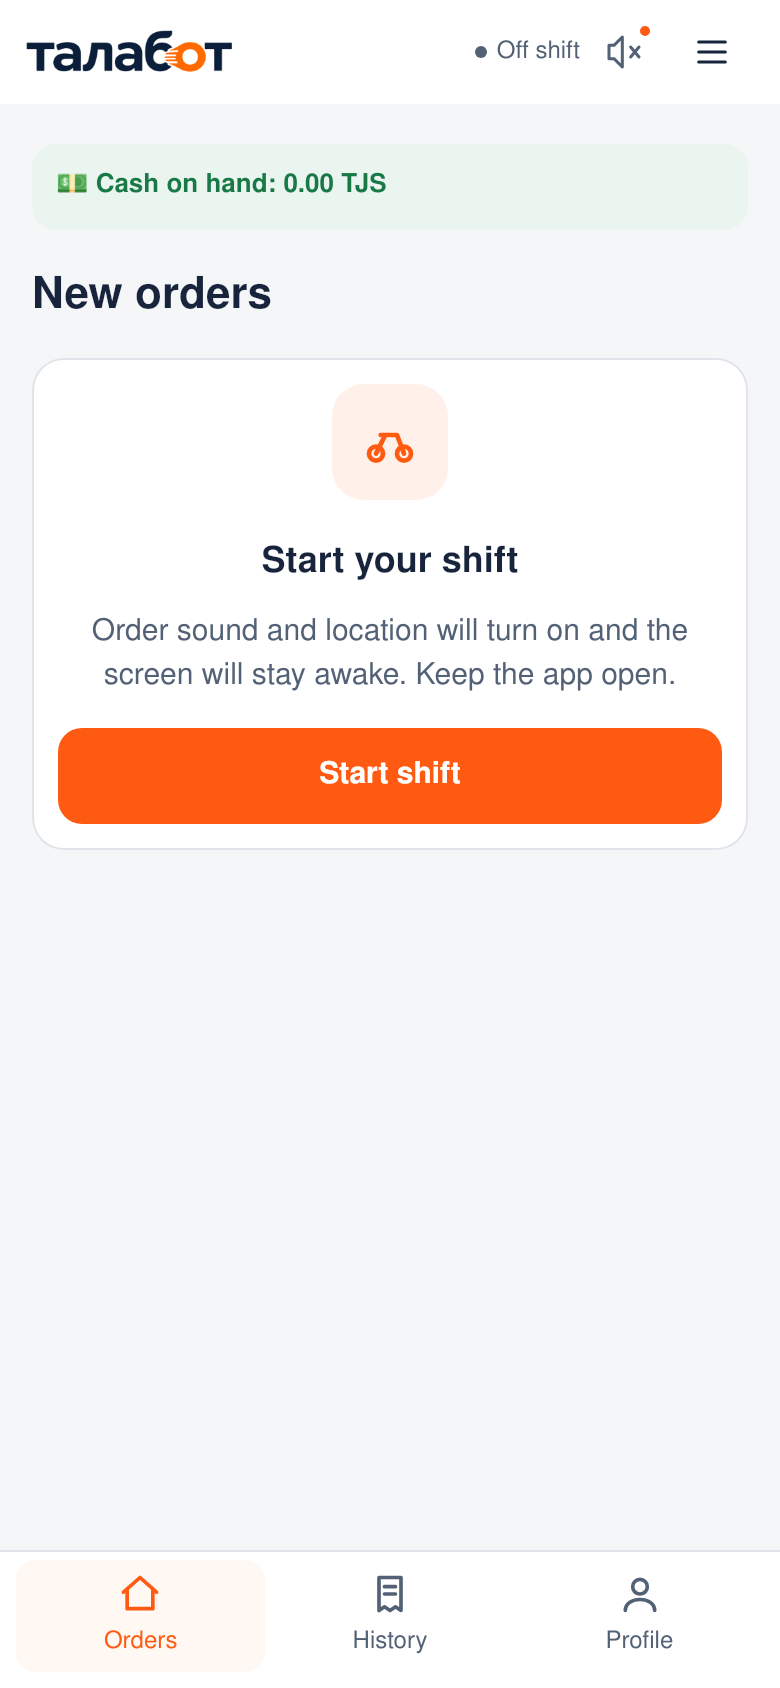 талабот
Off shift
💵 Cash on hand: 0.00 TJS
New orders
Start your shift
Order sound and location will turn on and the
screen will stay awake. Keep the app open.
Start shift
Orders
History
Profile